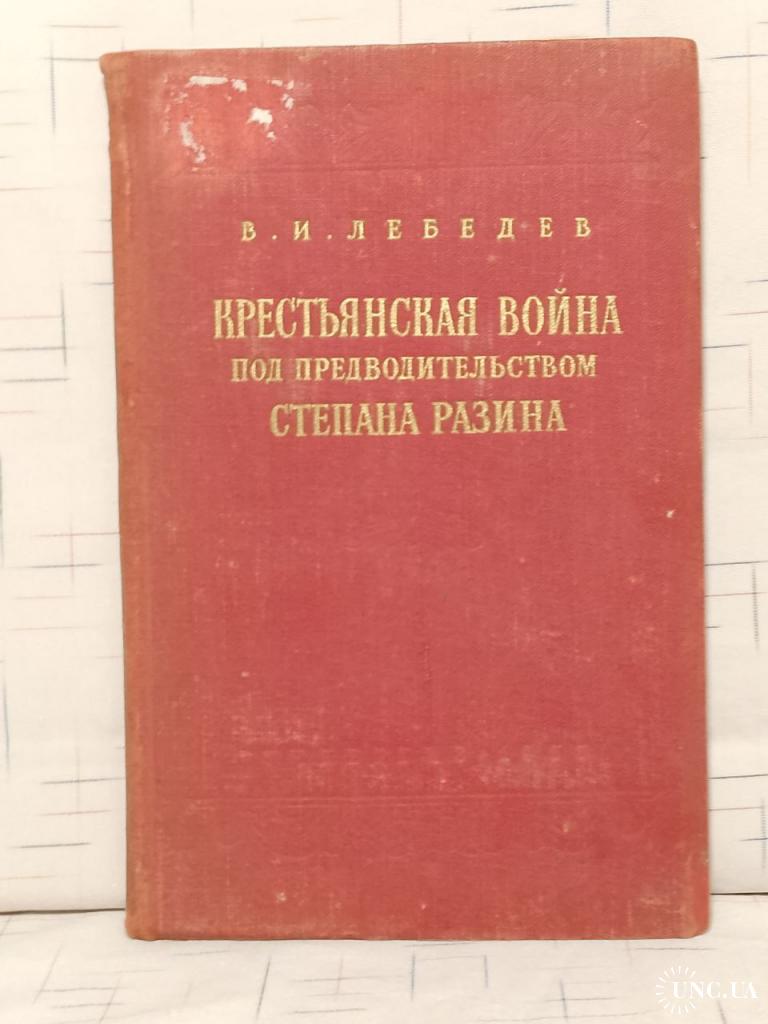 В. И. ЛЕБЕДЕВ
КРЕСТЬЯНСКАЯ ВОЙНА
ПОД ПРЕДВОДИТЕЛЬСТВОМ
СТЕПАНА РАЗИНА
UNC.UA